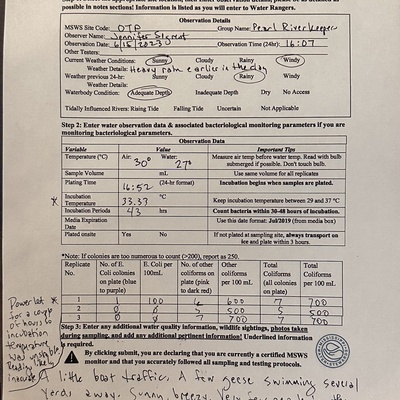 possible in notes sectional Information is listed as you will enter to Water Rangers.
Observation Details
MSWS Site Code: OTP Group Name: Pearl Riverkeeper
Observer Name: Jennifer
Observation Date: 6/15/2023 Observation Time (24hr): 16:07
Current Weather Conditions: Sunny Cloudy Rainy Windy
Weather Details: Heavy rain earlier in the day
Weather previous 24-hr: Sunny Cloudy Rainy Windy
Weather Details:
Waterbody Condition: Adequate Depth Inadequate Depth Dry No Access
Tidally Influenced Rivers: Rising Tide Falling Tide Uncertain Not Applicable
Step 2: Enter water observation data & associated bacteriological monitoring parameters if you are
monitoring bacteriological parameters.
Observation Data
Variable Data Important Tips
Temperature (°C) Air: 30° Water: 27° Measure air temp before water temp. Read with bulb
submerged if possible. Don't touch bulb.
Sample Volume mL Use same volume for all replicates
Plating Time 16:52 (24-hr format) Incubation begins when samples are plated.
* Incubation
Temperature 33.33 °C Keep incubation temperature between 29 and 37 °C
Incubation Periods 43 hrs Count bacteria within 30-48 hours of incubation.
Media Expiration
Date Use this date format: Jul/2019 (from media box)
Plated onsite Yes No If not plated at sampling site, always transport on
ice and plate within 3 hours.
*Note: If colonies are too numerous to count (>200), report as 250.
Replicate
No. No. of E.
Coli colonies
on plate (blue
to purple) E. Coli per
100mL No. of other
coliforms on
plate (pink
to dark red) Other
coliforms
per 100 mL Total
Coliforms
(all colonies
on plate) Total
Coliforms
per 100 mL
1 1 100 6 600 7 700
2 0 0 5 500 5 500
3 0 0 7 700 7 700
* Power lost
for a couple
of hours so
incubation
temperature
was unstable
Reading likely
inaccurate
Step 3: Enter any additional water quality information, wildlife sightings, photos taken
during sampling, and add any additional pertinent information! Underlined information
is required.
By clicking submit, you are declaring that you are currently a certified MSWS
monitor and that you accurately followed all sampling and testing protocols.
A little boat traffic. A few geese swimming several
yards away. Sunny, breezy. Very few people